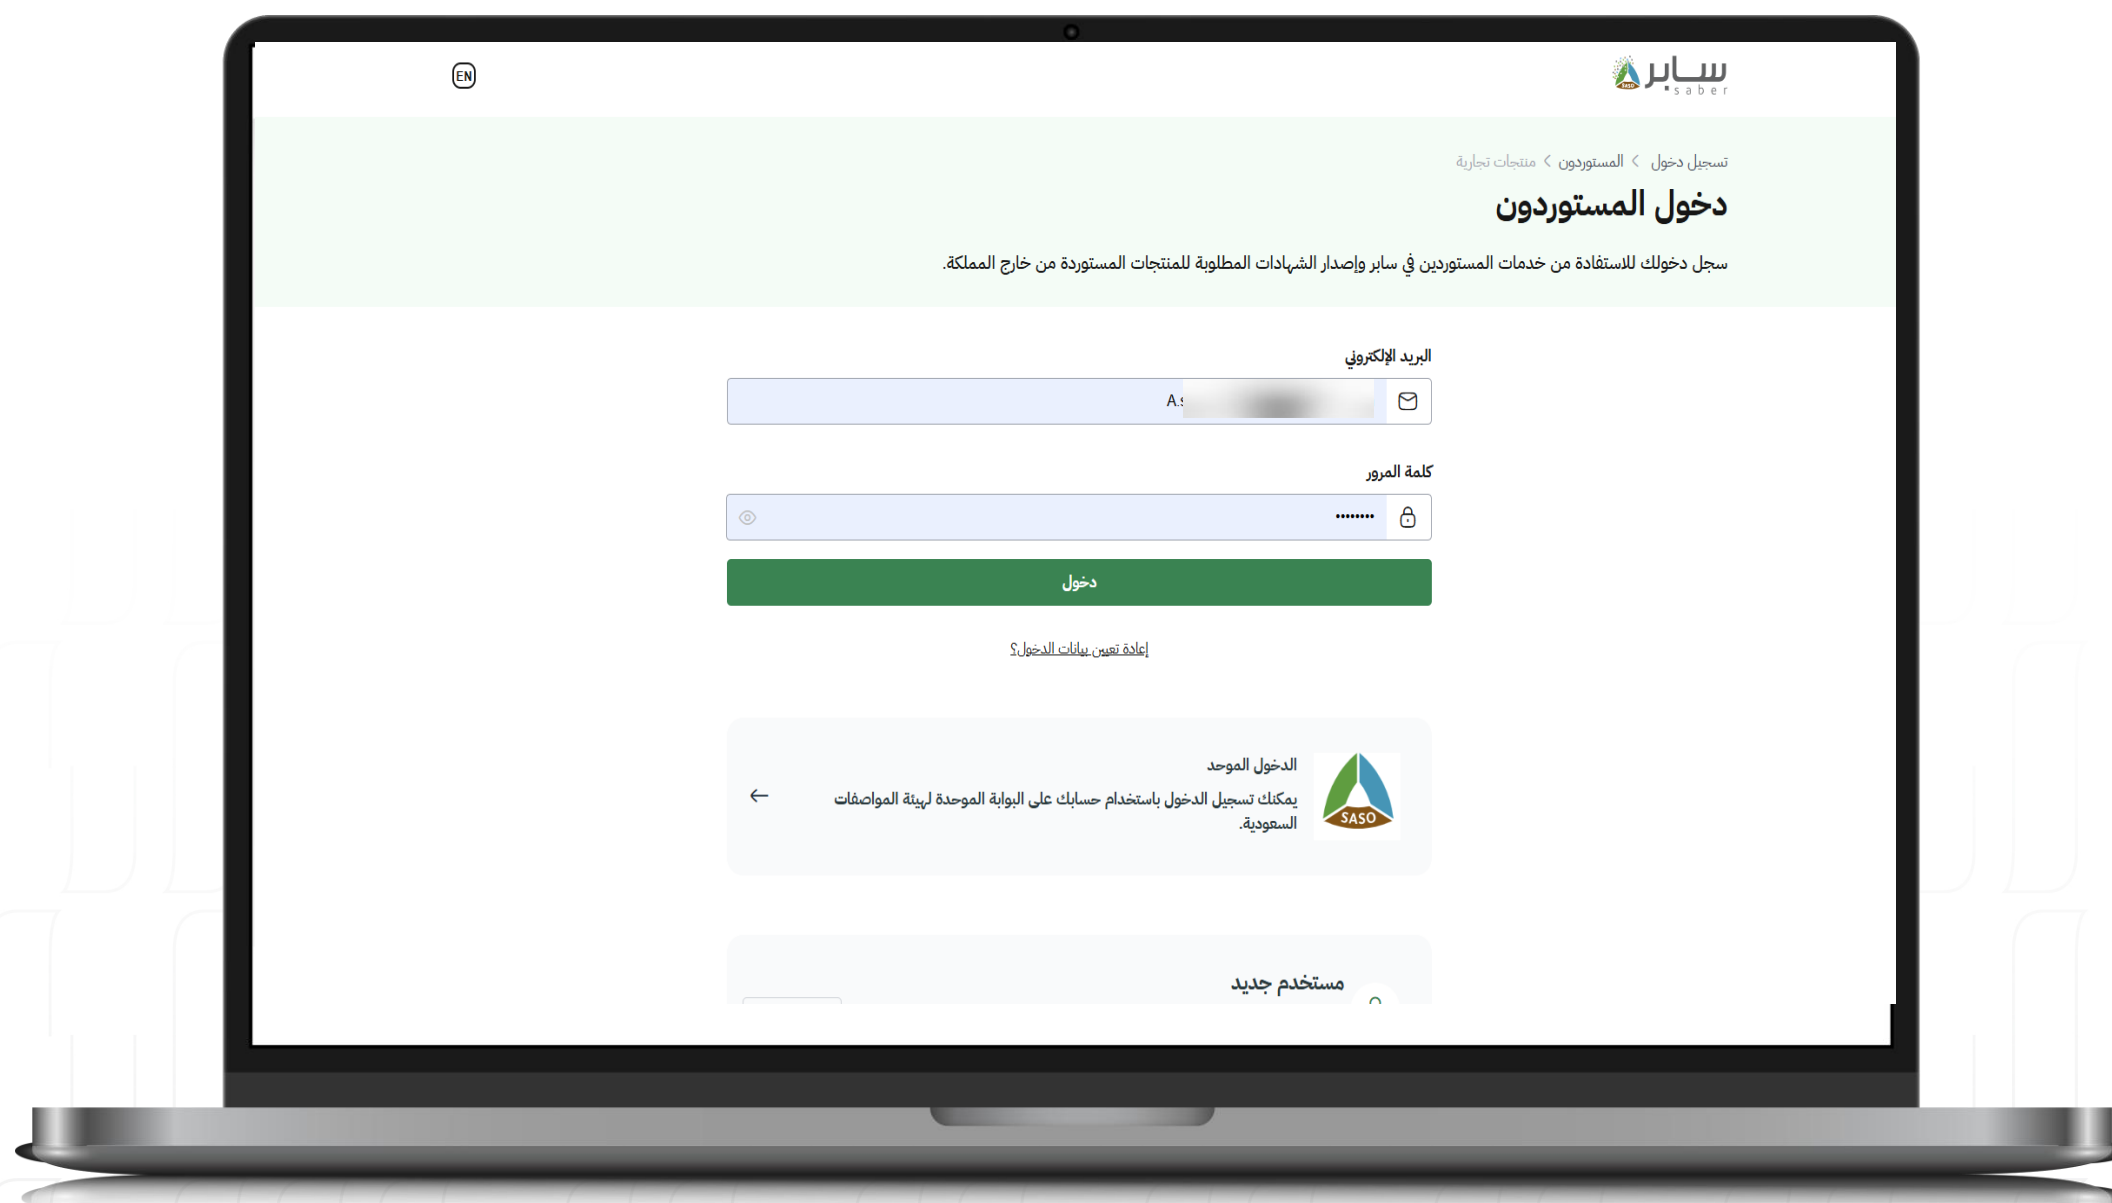 سابر
saber
SASO
EN
تسجيل دخول > المستوردون > منتجات تجارية
دخول المستوردون
سجل دخولك للاستفادة من خدمات المستوردين في سابر وإصدار الشهادات المطلوبة للمنتجات المستوردة من خارج المملكة.
البريد الإلكتروني
A.s
كلمة المرور
••••••••
دخول
إعادة تعيين بيانات الدخول؟
الدخول الموحد
يمكنك تسجيل الدخول باستخدام حسابك على البوابة الموحدة لهيئة المواصفات
السعودية.
SASO
مستخدم جديد